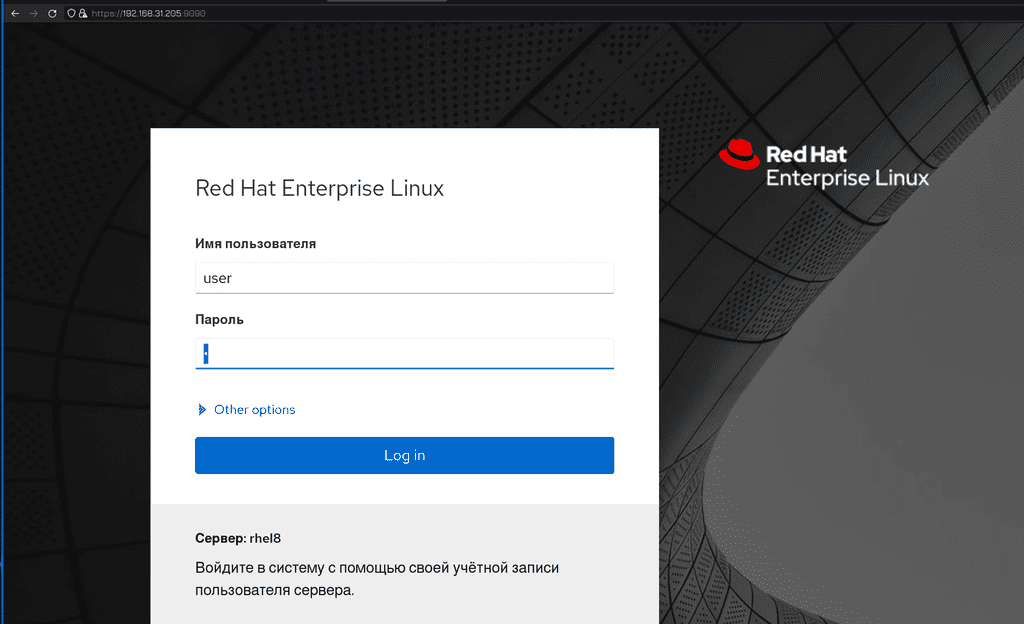 https://192.168.31.205:9090
Red Hat
Enterprise Linux
Red Hat Enterprise Linux
Имя пользователя
user
Пароль
Other options
Log in
Сервер: rhel8
Войдите в систему с помощью своей учётной записи
пользователя сервера.